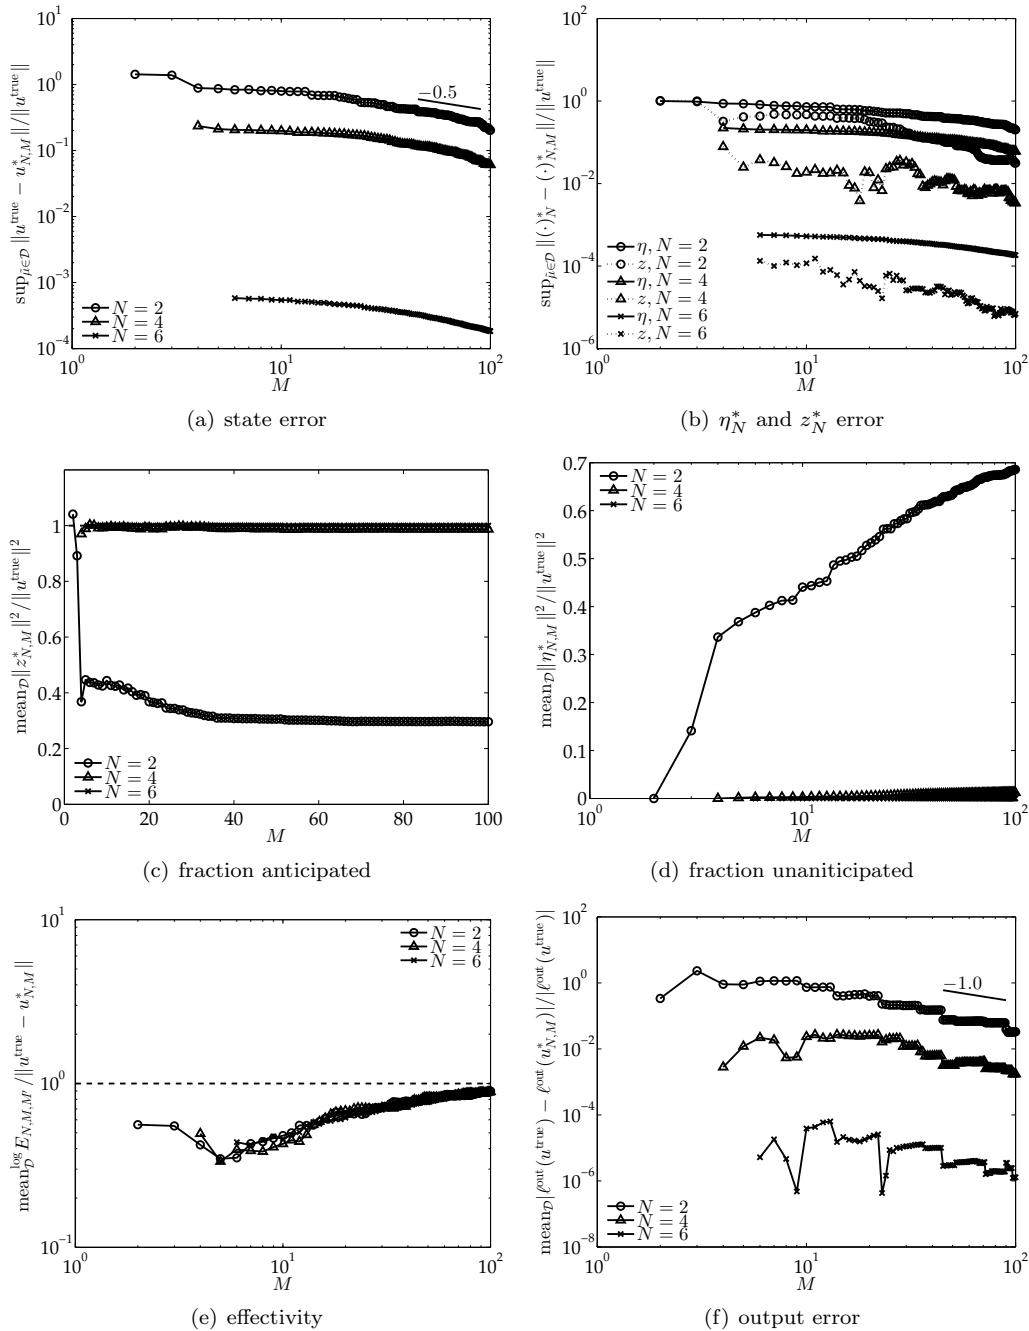 10^1
10^0
10^-1
10^-2
10^-3
10^-4
sup_{μ̄∈𝒟} ||u^true − u*_{N,M}||/||u^true||
−0.5
N = 2
N = 4
N = 6
10^0
10^1
10^2
M
(a) state error
10^2
10^0
10^-2
10^-4
10^-6
sup_{μ̄∈𝒟} ||(·)*_N − (·)*_{N,M}||/||u^true||
η, N = 2
z, N = 2
η, N = 4
z, N = 4
η, N = 6
z, N = 6
10^0
10^1
10^2
M
(b) η*_N and z*_N error
1
0.8
0.6
0.4
0.2
0
mean_𝒟 ||z*_{N,M}||^2/||u^true||^2
N = 2
N = 4
N = 6
0
20
40
60
80
100
M
(c) fraction anticipated
0.7
0.6
0.5
0.4
0.3
0.2
0.1
0
mean_𝒟 ||η*_{N,M}||^2/||u^true||^2
N = 2
N = 4
N = 6
10^0
10^1
10^2
M
(d) fraction unaniticipated
10^1
10^0
10^-1
mean^log_𝒟 E_{N,M,M'}/||u^true − u*_{N,M}||
N = 2
N = 4
N = 6
10^0
10^1
10^2
M
(e) effectivity
10^2
10^0
10^-2
10^-4
10^-6
10^-8
mean_𝒟 |ℓ^out(u^true) − ℓ^out(u*_{N,M})|/|ℓ^out(u^true)|
−1.0
N = 2
N = 4
N = 6
10^0
10^1
10^2
M
(f) output error